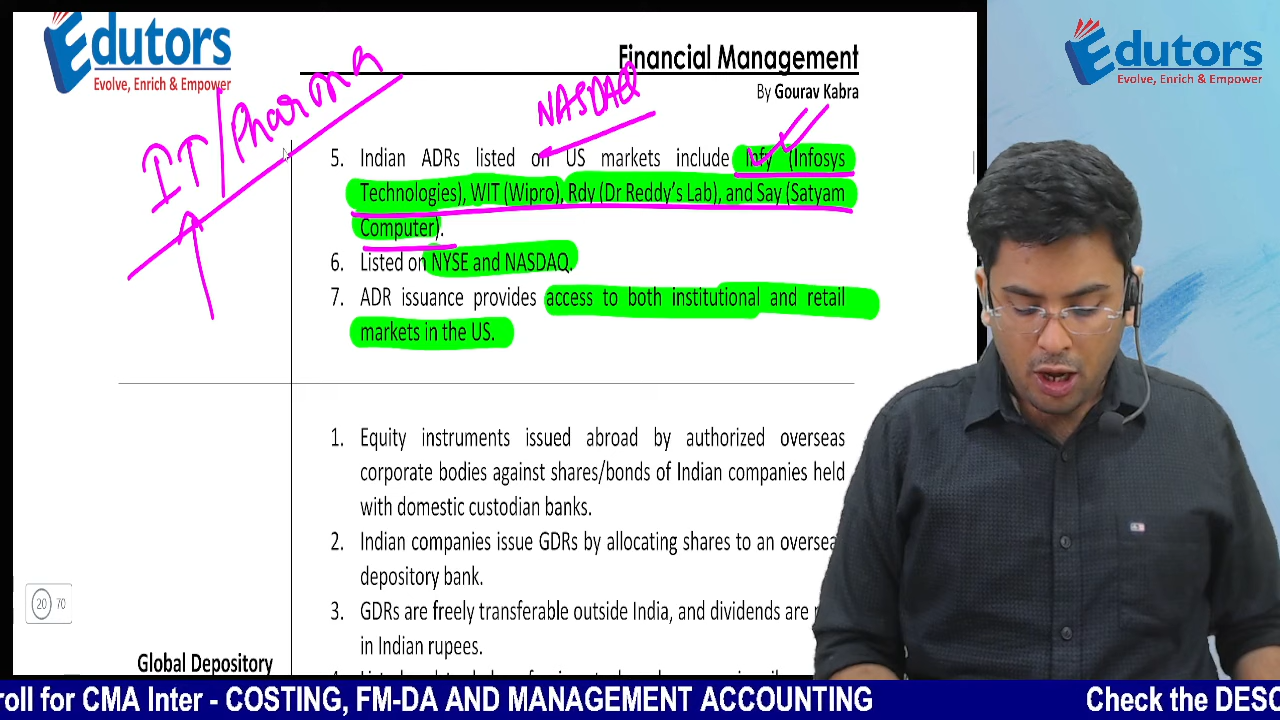 Edutors
Evolve, Enrich & Empower
Financial Management
By Gourav Kabra
Edutors
Evolve, Enrich & Empower
IT/Pharma
NASDAQ
5. Indian ADRs listed on US markets include Infy (Infosys
Technologies), WIT (Wipro), Rdy (Dr Reddy's Lab), and Say (Satyam
Computer).
6. Listed on NYSE and NASDAQ.
7. ADR issuance provides access to both institutional and retail
markets in the US.
1. Equity instruments issued abroad by authorized overseas
corporate bodies against shares/bonds of Indian companies held
with domestic custodian banks.
2. Indian companies issue GDRs by allocating shares to an oversea
depository bank.
3. GDRs are freely transferable outside India, and dividends are
in Indian rupees.
20 70
Global Depository
roll for CMA Inter - COSTING, FM-DA AND MANAGEMENT ACCOUNTING
Check the DESC